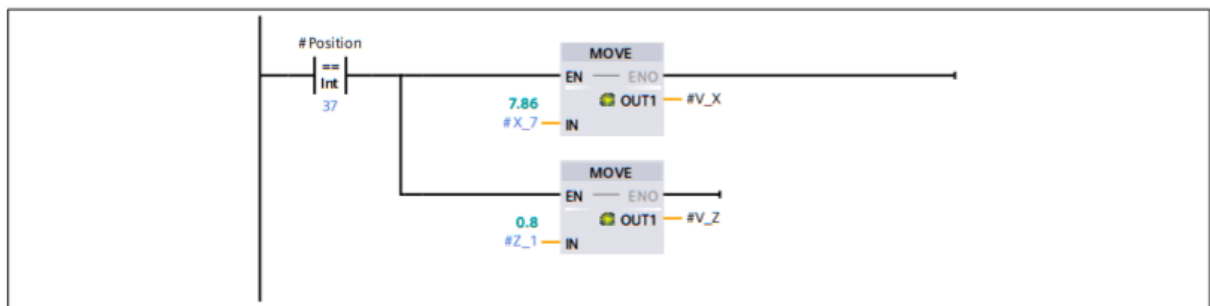 #Position
==
Int
37
MOVE
EN ENO
OUT1 #V_X
7.86
#X_7 IN
MOVE
EN ENO
OUT1 #V_Z
0.8
#Z_1 IN